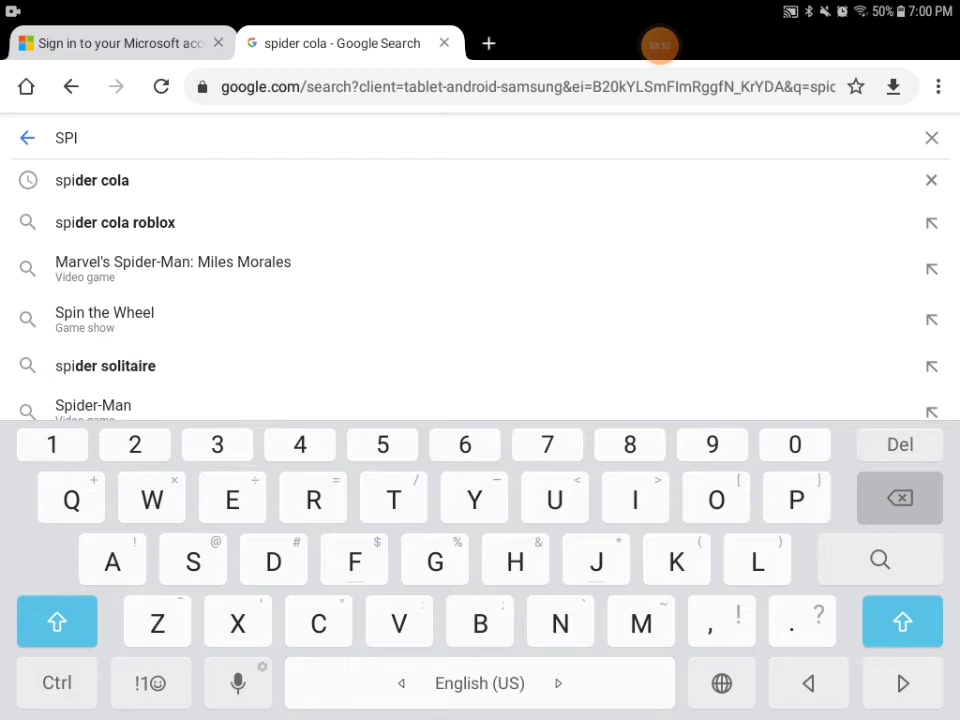 50% 7:00 PM
Sign in to your Microsoft acc
spider cola - Google Search
google.com/search?client=tablet-android-samsung&ei=B20kYLSmFImRggfN_KrYDA&q=spic
SPI
spider cola
spider cola roblox
Marvel's Spider-Man: Miles Morales
Video game
Spin the Wheel
Game show
spider solitaire
Spider-Man
Video game
1 2 3 4 5 6 7 8 9 0 Del
+ × ÷ = / – < > [ ]
Q W E R T Y U I O P
! @ # $ % & * ( )
A S D F G H J K L
- ' " : ; ` ~ ! ?
Z X C V B N M , .
Ctrl !1☺ English (US)